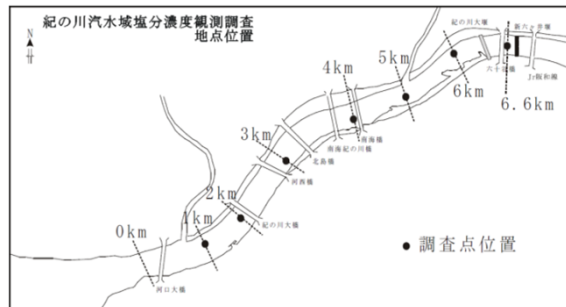 紀の川汽水域塩分濃度観測調査
地点位置
N
紀の川大堰
新六ヶ井堰
5km
4km
六十谷橋
JR阪和線
6km
6.6km
3km
南海橋
南海紀の川橋
北島橋
河西橋
2km
紀の川大橋
1km
0km
河口大橋
●調査点位置